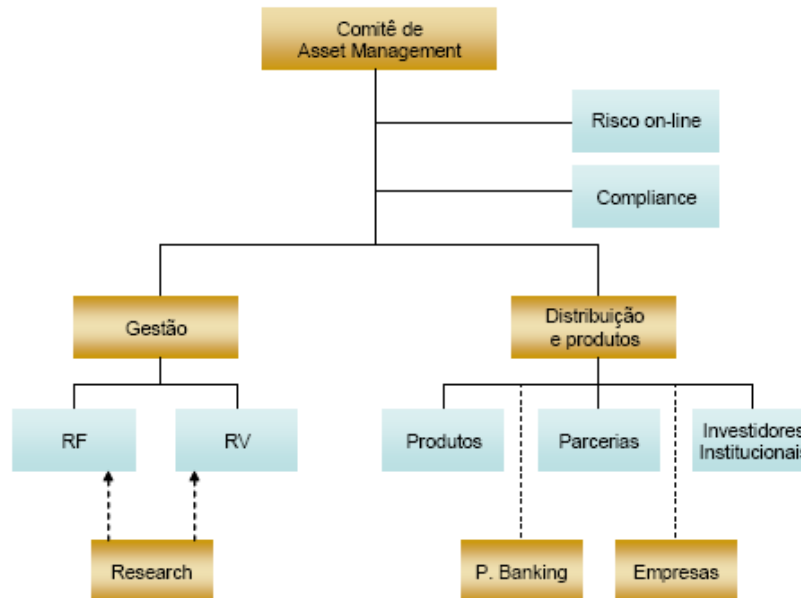 Comitê de
Asset Management
Risco on-line
Compliance
Gestão
Distribuição
e produtos
RF
RV
Produtos
Parcerias
Investidores
Institucionais
Research
P. Banking
Empresas